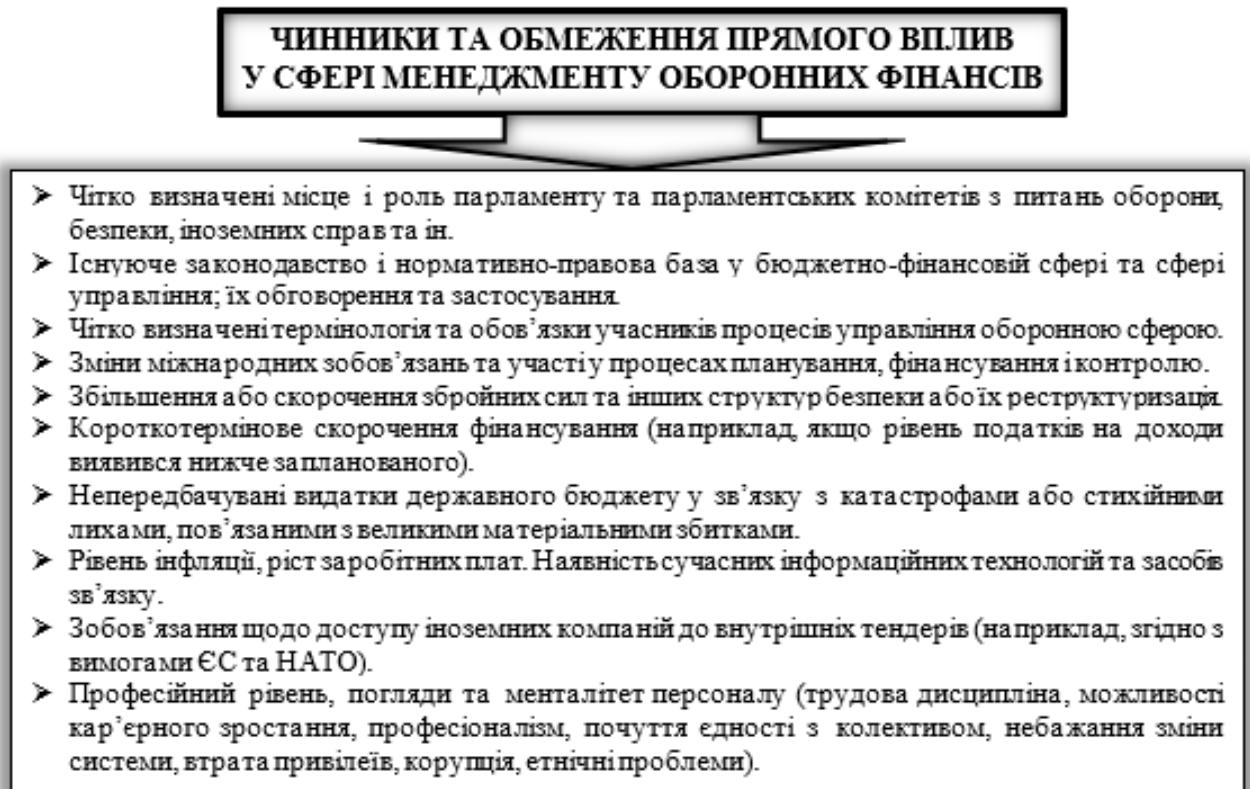 ЧИННИКИ ТА ОБМЕЖЕННЯ ПРЯМОГО ВПЛИВ
У СФЕРІ МЕНЕДЖМЕНТУ ОБОРОННИХ ФІНАНСІВ
➤ Чітко визначені місце і роль парламенту та парламентських комітетів з питань оборони,
безпеки, іноземних справ та ін.
➤ Існуюче законодавство і нормативно-правова база у бюджетно-фінансовій сфері та сфері
управління; їх обговорення та застосування.
➤ Чітко визначені термінологія та обов’язки учасників процесів управління оборонною сферою.
➤ Зміни міжнародних зобов’язань та участі у процесах планування, фінансування і контролю.
➤ Збільшення або скорочення збройних сил та інших структур безпеки або їх реструктуризація.
➤ Короткотермінове скорочення фінансування (наприклад, якщо рівень податків на доходи
виявився нижче запланованого).
➤ Непередбачувані видатки державного бюджету у зв’язку з катастрофами або стихійними
лихами, пов’язаними з великими матеріальними збитками.
➤ Рівень інфляції, ріст заробітних плат. Наявність сучасних інформаційних технологій та засобів
зв’язку.
➤ Зобов’язання щодо доступу іноземних компаній до внутрішніх тендерів (наприклад, згідно з
вимогами ЄС та НАТО).
➤ Професійний рівень, погляди та менталітет персоналу (трудова дисципліна, можливості
кар’єрного зростання, професіоналізм, почуття єдності з колективом, небажання зміни
системи, втрата привілеїв, корупція, етнічні проблеми).